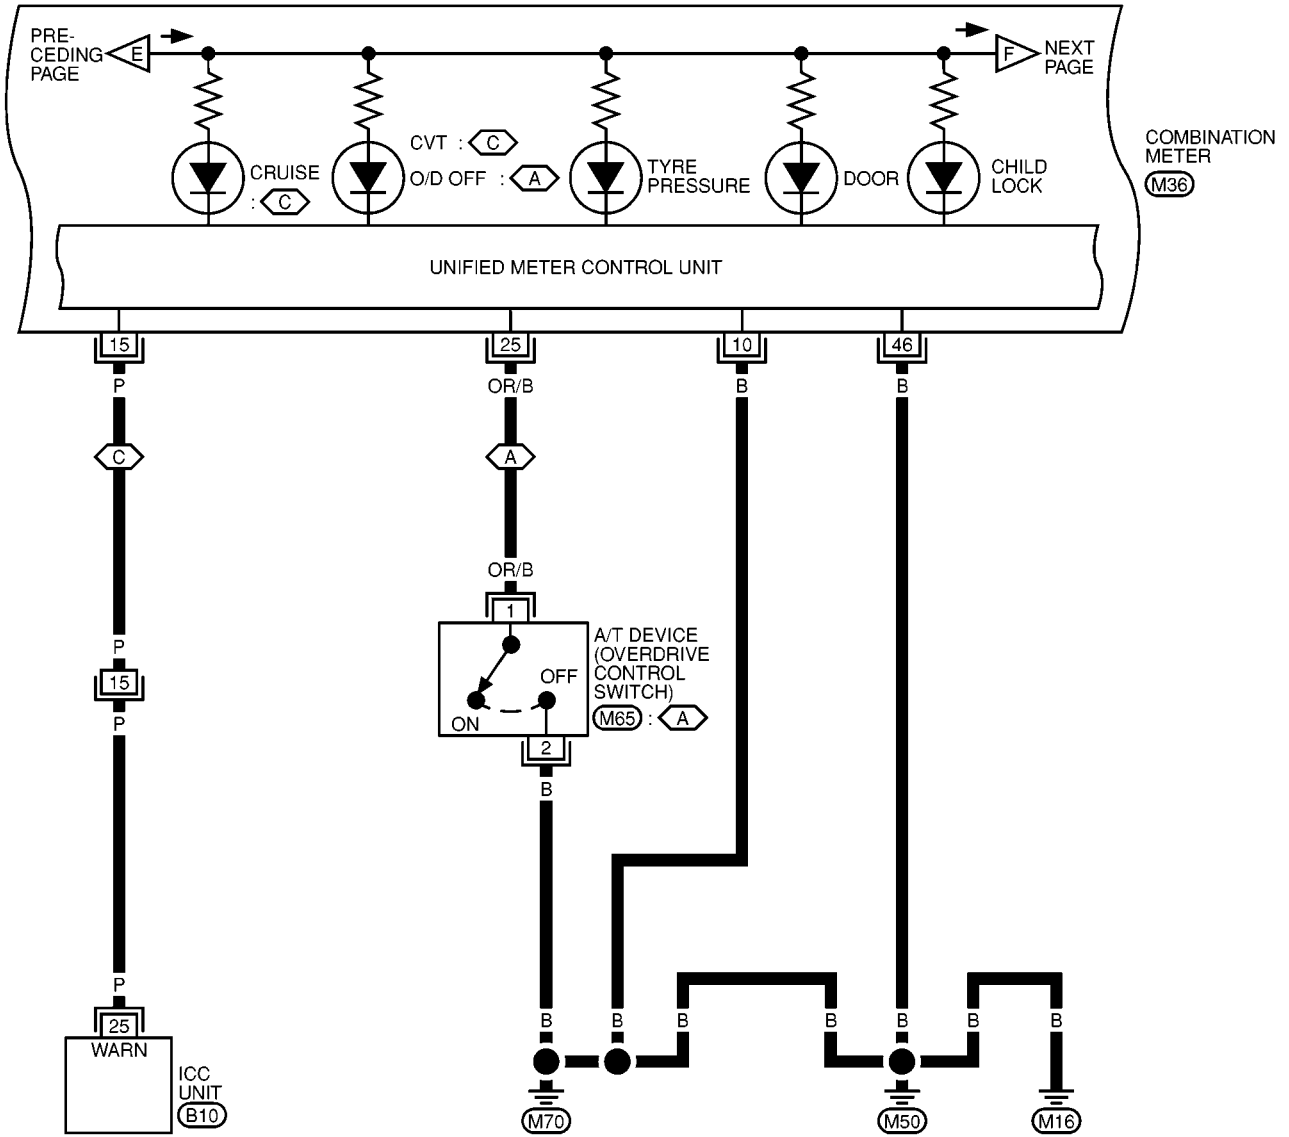 PRE-
CEDING
PAGE
E
F
NEXT
PAGE
CRUISE
: C
CVT : C
O/D OFF : A
TYRE
PRESSURE
DOOR
CHILD
LOCK
COMBINATION
METER
M36
UNIFIED METER CONTROL UNIT
15
25
10
46
P
OR/B
B
B
C
A
OR/B
1
A/T DEVICE
(OVERDRIVE
CONTROL
SWITCH)
M65 : A
OFF
ON
2
P
15
P
B
P
25
WARN
ICC
UNIT
B10
B
B
B
B
B
B
B
M70
M50
M16